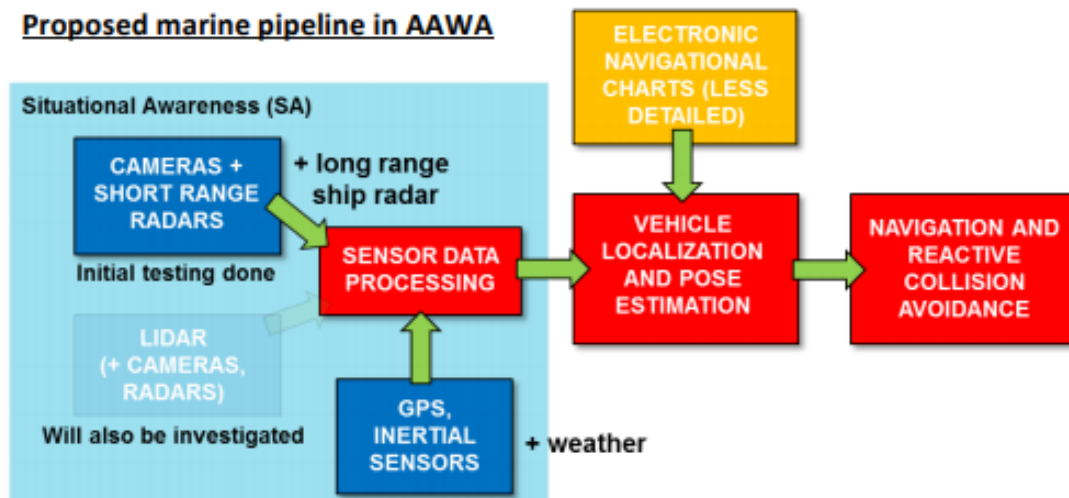 Proposed marine pipeline in AAWA
ELECTRONIC
NAVIGATIONAL
CHARTS (LESS
DETAILED)
Situational Awareness (SA)
CAMERAS +
SHORT RANGE
RADARS
+ long range
ship radar
Initial testing done
SENSOR DATA
PROCESSING
VEHICLE
LOCALIZATION
AND POSE
ESTIMATION
NAVIGATION AND
REACTIVE
COLLISION
AVOIDANCE
LIDAR
(+ CAMERAS,
RADARS)
Will also be investigated
GPS,
INERTIAL
SENSORS
+ weather